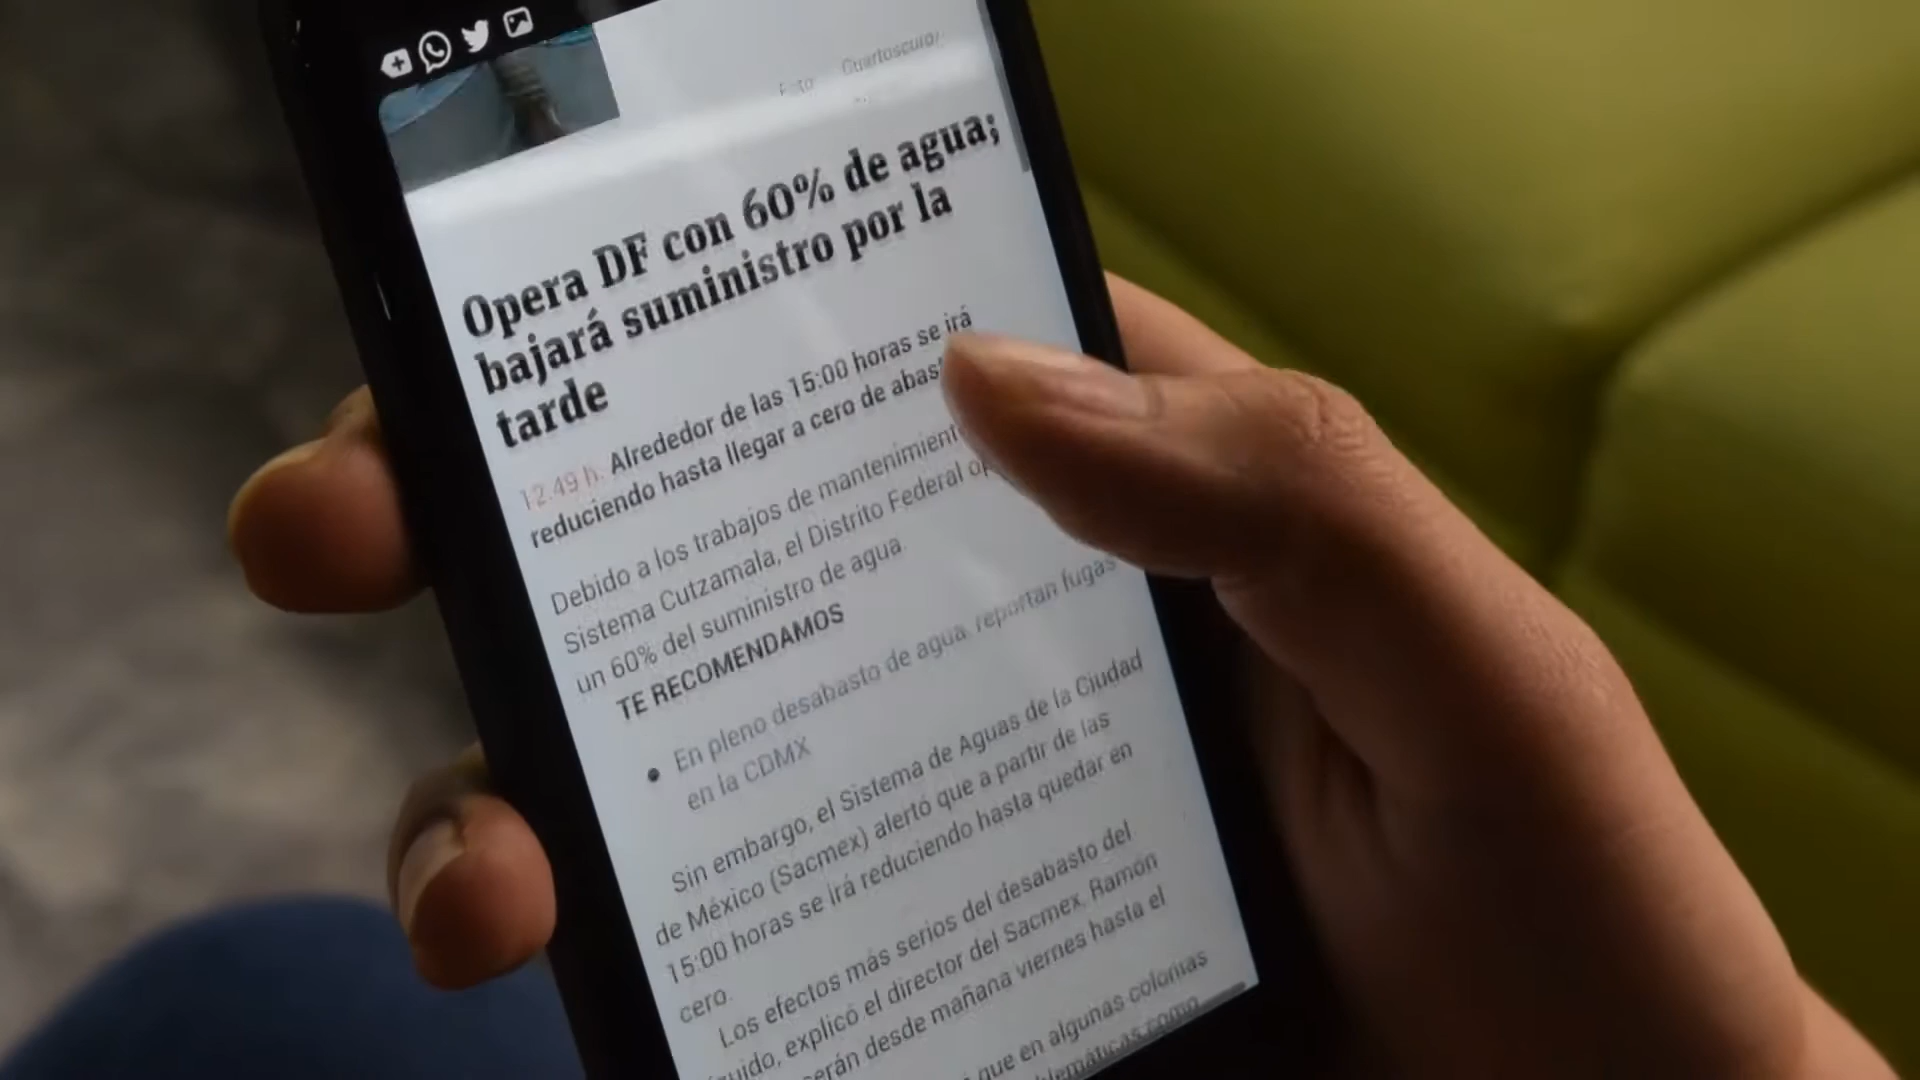 Foto Cuartoscuro/
Opera DF con 60% de agua;
bajará suministro por la
tarde
12.49 h. Alrededor de las 15:00 horas se irá
reduciendo hasta llegar a cero de
Debido a los trabajos de mantenimiento
Sistema Cutzamala, el Distrito Federal
un 60% del suministro de agua.
TE RECOMENDAMOS
• En pleno desabasto de agua, reportan fugas
en la CDMX
Sin embargo, el Sistema de Aguas de la Ciudad
de México (Sacmex) alertó que a partir de las
15:00 horas se irá reduciendo hasta quedar en
cero.
Los efectos más serios del desabasto del
explicó el director del Sacmex, Ramón
desde mañana viernes hasta el
que en algunas colonias
como